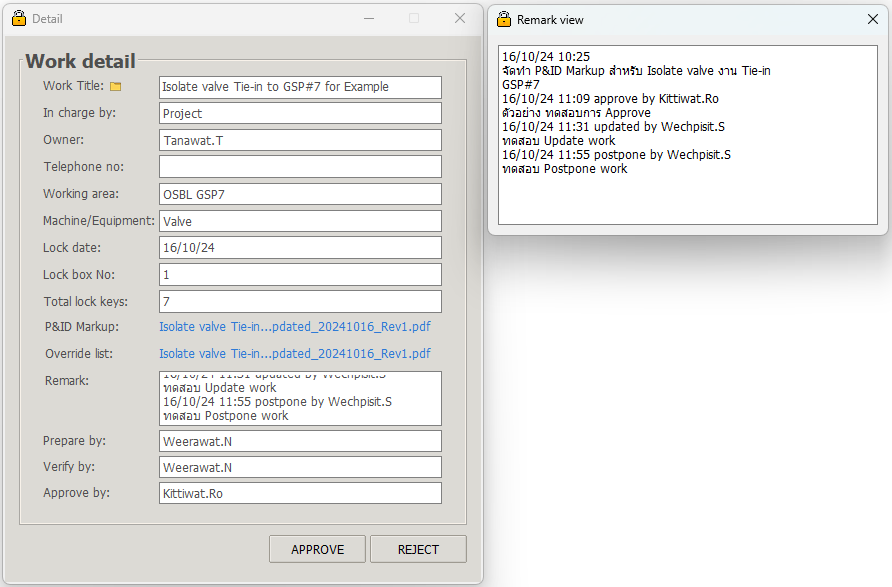 Detail
Work detail
Work Title:
Isolate valve Tie-in to GSP#7 for Example
In charge by:
Project
Owner:
Tanawat.T
Telephone no:
Working area:
OSBL GSP7
Machine/Equipment:
Valve
Lock date:
16/10/24
Lock box No:
1
Total lock keys:
7
P&ID Markup:
Isolate valve Tie-in...pdated_20241016_Rev1.pdf
Override list:
Isolate valve Tie-in...pdated_20241016_Rev1.pdf
Remark:
16/10/24 11:31 updated by Wechpisit.S
ทดสอบ Update work
16/10/24 11:55 postpone by Wechpisit.S
ทดสอบ Postpone work
Prepare by:
Weerawat.N
Verify by:
Weerawat.N
Approve by:
Kittiwat.Ro
APPROVE
REJECT
Remark view
16/10/24 10:25
จัดทำ P&ID Markup สำหรับ Isolate valve งาน Tie-in
GSP#7
16/10/24 11:09 approve by Kittiwat.Ro
ตัวอย่าง ทดสอบการ Approve
16/10/24 11:31 updated by Wechpisit.S
ทดสอบ Update work
16/10/24 11:55 postpone by Wechpisit.S
ทดสอบ Postpone work